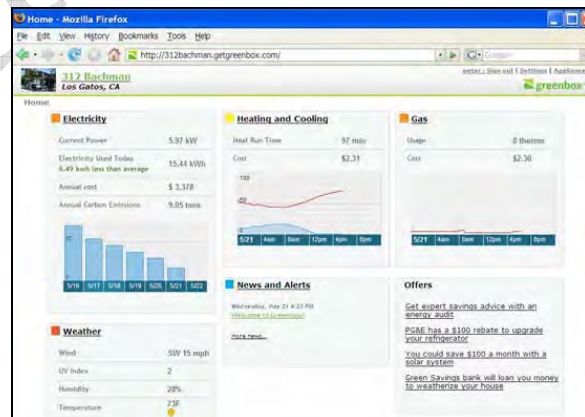 Home - Mozilla Firefox
File Edit View History Bookmarks Tools Help
http://312bachman.getgreenbox.com/
Google
312 Bachman
Los Gatos, CA
peter: Sign out | Settings | Appliance
greenbox
Home
Electricity
Current Power 5.97 kW
Electricity Used Today 15.44 kWh
6.49 kwh less than average
Annual cost $ 3,378
Annual Carbon Emissions 9.05 tons
5/16 5/17 5/18 5/19 5/20 5/21 5/22
Weather
Wind SW 15 mph
UV Index 2
Humidity 28%
Temperature 73F
Heating and Cooling
Heat Run Time 97 min
Cost $2.31
100
5/21 4am 8am 12pm 4pm 8pm
News and Alerts
Wednesday, May 21 4:23 PM
Welcome to Greenbox!
More news...
Gas
Usage 0 therms
Cost $2.30
5/21 4am 8am 12pm 4pm 8pm
Offers
Get expert savings advice with an
energy audit
PG&E has a $100 rebate to upgrade
your refrigerator
You could save $100 a month with a
solar system
Green Savings bank will loan you money
to weatherize your house